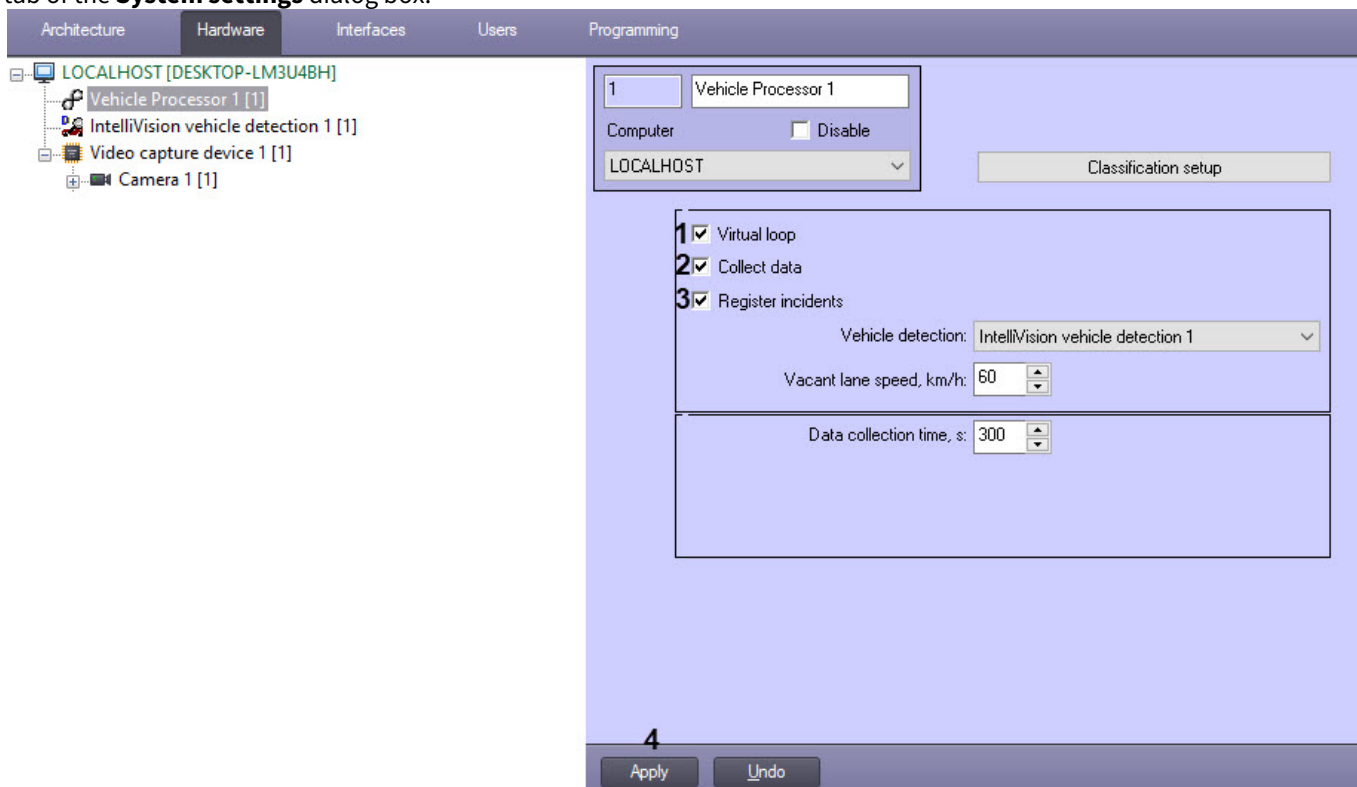 tab of the System settings dialog box.
Architecture Hardware Interfaces Users Programming
LOCALHOST [DESKTOP-LM3U4BH]
Vehicle Processor 1 [1]
IntelliVision vehicle detection 1 [1]
Video capture device 1 [1]
Camera 1 [1]
1 Vehicle Processor 1
Computer Disable
LOCALHOST
Classification setup
1 Virtual loop
2 Collect data
3 Register incidents
Vehicle detection: IntelliVision vehicle detection 1
Vacant lane speed, km/h: 60
Data collection time, s: 300
4
Apply Undo